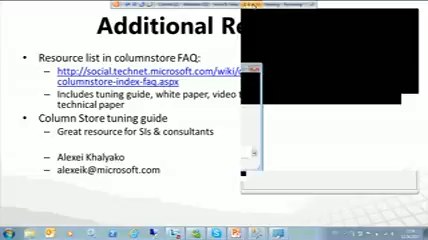 Additional Re
• Resource list in columnstore FAQ:
– http://social.technet.microsoft.com/wiki/
columnstore-index-faq.aspx
– Includes tuning guide, white paper, video
technical paper
• Column Store tuning guide
– Great resource for SIs & consultants
– Alexei Khalyako
– alexeik@microsoft.com